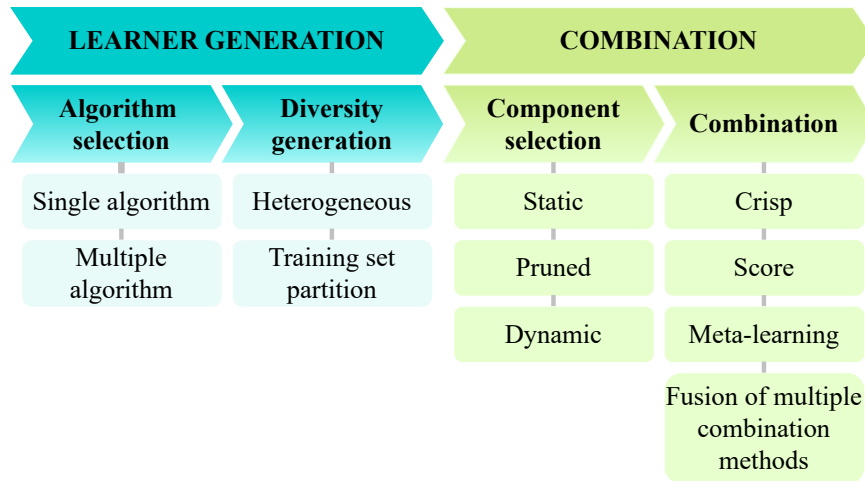 LEARNER GENERATION
COMBINATION
Algorithm
selection
Diversity
generation
Component
selection
Combination
Single algorithm
Multiple
algorithm
Heterogeneous
Training set
partition
Static
Pruned
Dynamic
Crisp
Score
Meta-learning
Fusion of multiple
combination
methods